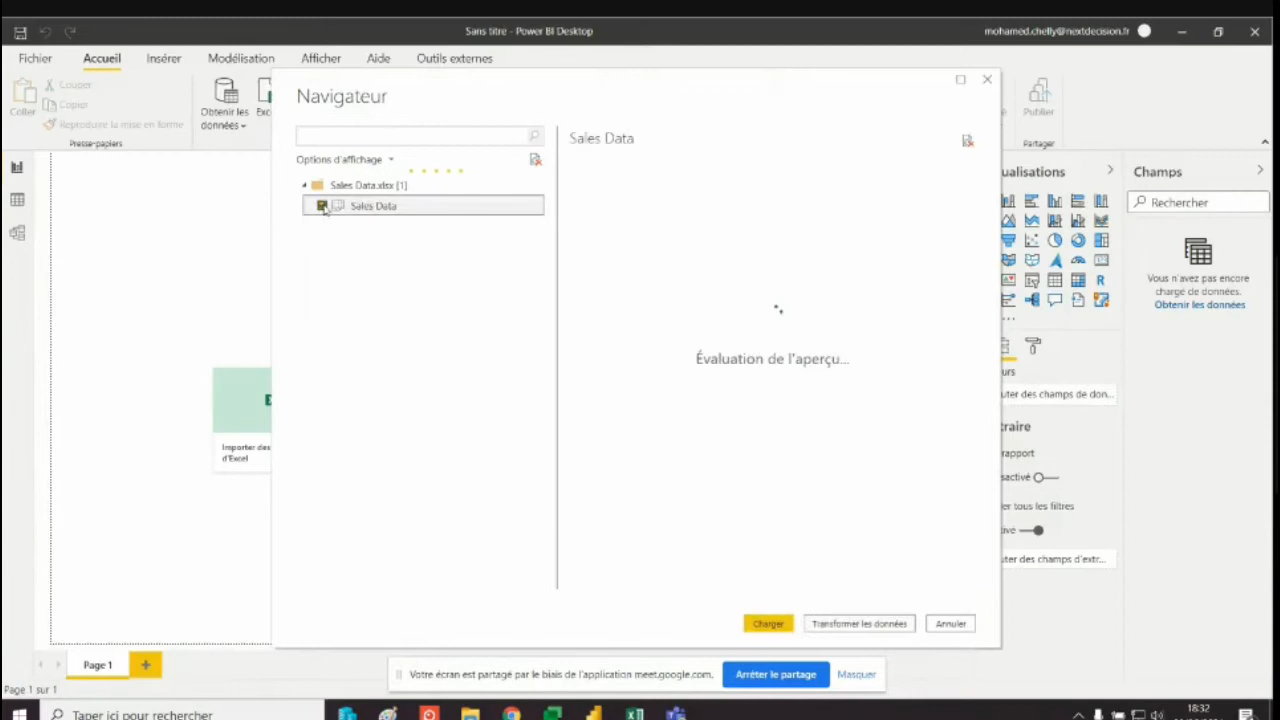 Sans titre - Power BI Desktop
mohamed.chelly@nextdecision.fr
Fichier
Accueil
Insérer
Modélisation
Afficher
Aide
Outils externes
Coller
Couper
Copier
Reproduire la mise en forme
Presse-papiers
Obtenir les
données
Exc
Publier
Partager
Navigateur
Options d'affichage
Sales Data.xlsx [1]
Sales Data
Sales Data
Évaluation de l'aperçu...
Charger
Transformer les données
Annuler
Importer des
d'Excel
ualisations
uter des champs de don...
traire
rapport
sactivé
er tous les filtres
ivé
uter des champs d'extr...
Champs
Rechercher
Vous n'avez pas encore
chargé de données.
Obtenir les données
Page 1
Page 1 sur 1
Votre écran est partagé par le biais de l'application meet.google.com.
Arrêter le partage
Masquer
Taper ici pour rechercher
18:32